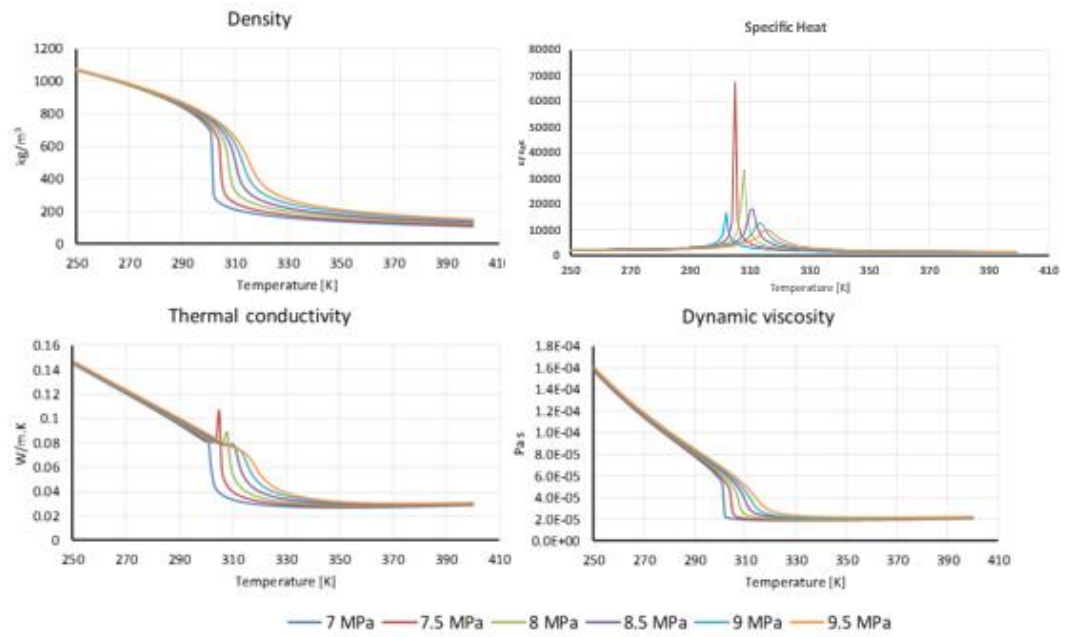 Density
1200
1000
800
600
400
200
0
kg/m³
250 270 290 310 330 350 370 390 41
Temperature [K]
Specific Heat
80000
70000
60000
50000
40000
30000
20000
10000
0
250 270 290 310 330 350 370 390 410
Temperature [K]
Thermal conductivity
0.16
0.14
0.12
0.1
0.08
0.06
0.04
0.02
0
W/m.K
250 270 290 310 330 350 370 390 410
Temperature [K]
Dynamic viscosity
1.8E-04
1.6E-04
1.4E-04
1.2E-04
1.0E-04
8.0E-05
6.0E-05
4.0E-05
2.0E-05
0.0E+00
Pa s
250 270 290 310 330 350 370 390 410
Temperature [K]
7 MPa 7.5 MPa 8 MPa 8.5 MPa 9 MPa 9.5 MPa